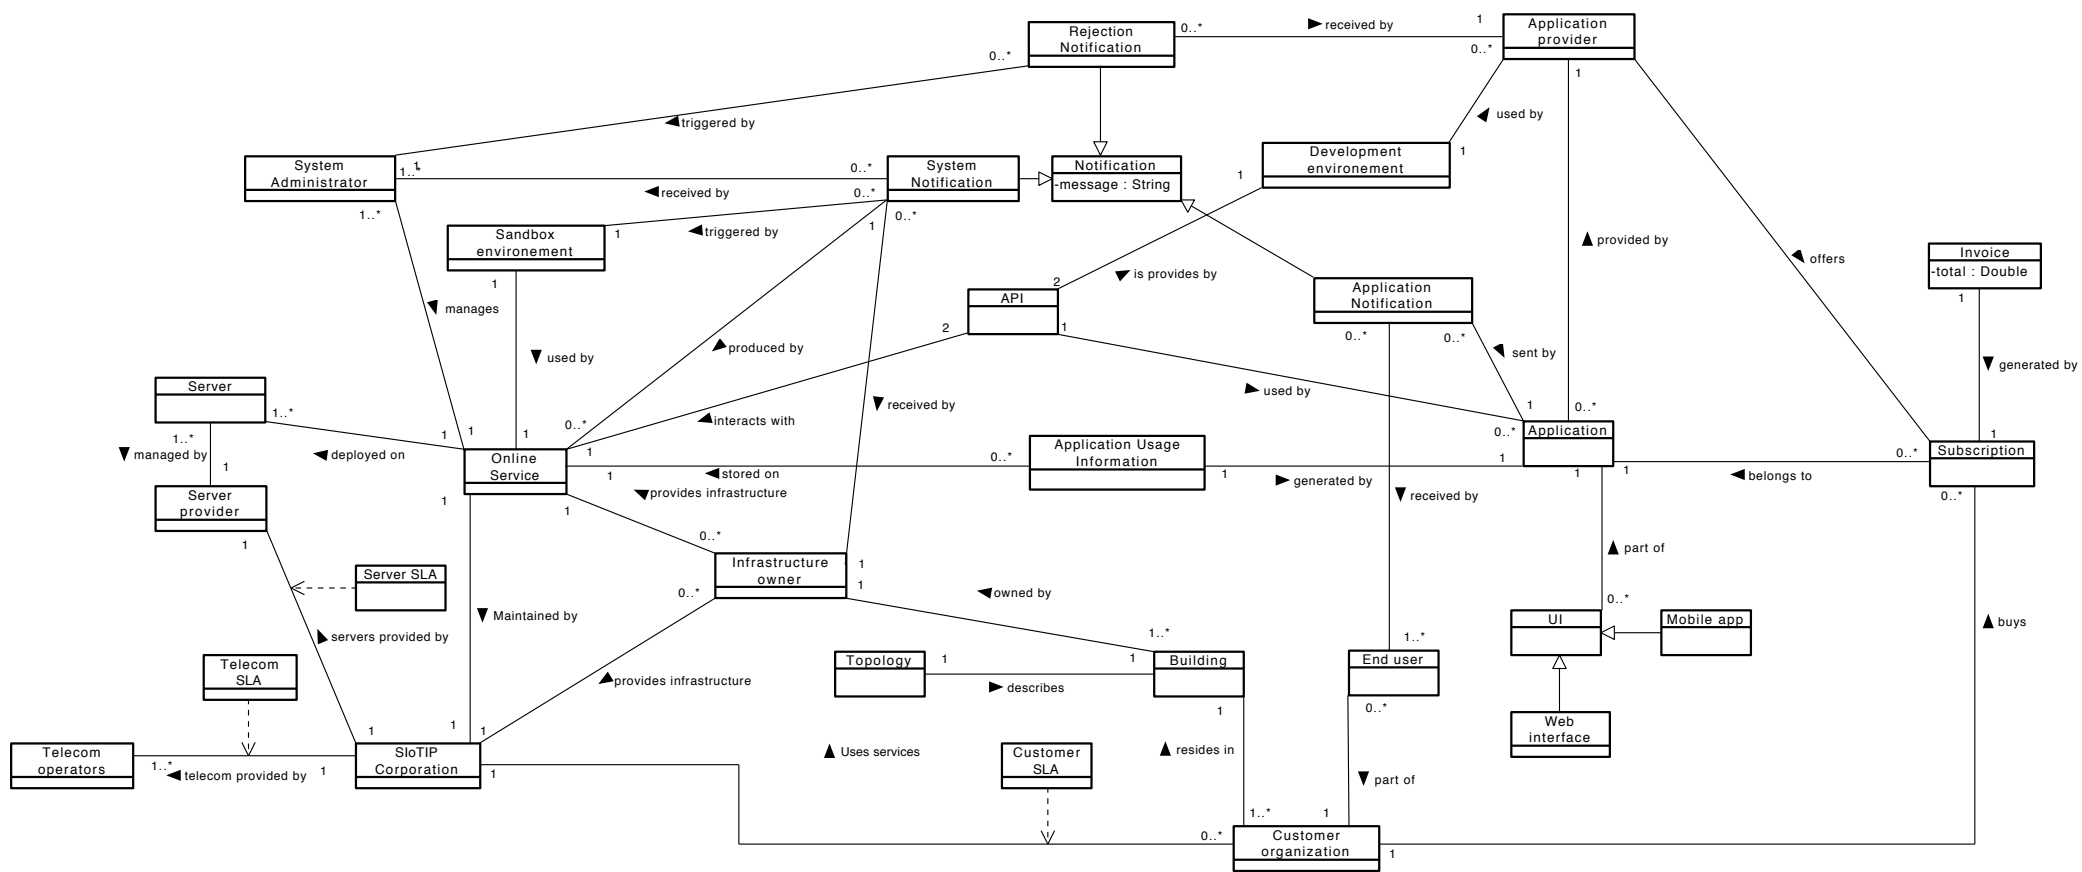 Rejection
Notification
0..*
received by
1
Application
provider
0..*
0..*
1
triggered by
used by
1
System
Administrator
1
1..*
0..*
System
Notification
Notification
-message : String
Development
environement
1
received by
0..*
1..*
0..*
1
Sandbox
environement
1
triggered by
provided by
offers
Invoice
-total : Double
1
is provides by
2
API
Application
Notification
1
manages
produced by
2
1
0..*
0..*
used by
sent by
generated by
Server
1..*
received by
used by
1
0..*
interacts with
1
1
0..*
0..*
1
1..*
managed by
1
deployed on
Online
Service
1
0..*
Application Usage
Information
1
Application
0..*
1
Subscription
1
stored on
1
generated by
1
1
belongs to
0..*
Server
provider
1
provides infrastructure
received by
1
1
0..*
part of
Server SLA
Infrastructure
owner
1
1
0..*
owned by
0..*
Maintained by
servers provided by
1..*
1..*
UI
Mobile app
buys
Telecom
SLA
Topology
1
1
Building
End user
provides infrastructure
describes
0..*
1
1
1
1
Web
interface
Telecom
operators
1..*
telecom provided by
1
SIoTIP
Corporation
1
Uses services
Customer
SLA
resides in
part of
1..*
1
0..*
Customer
organization
1